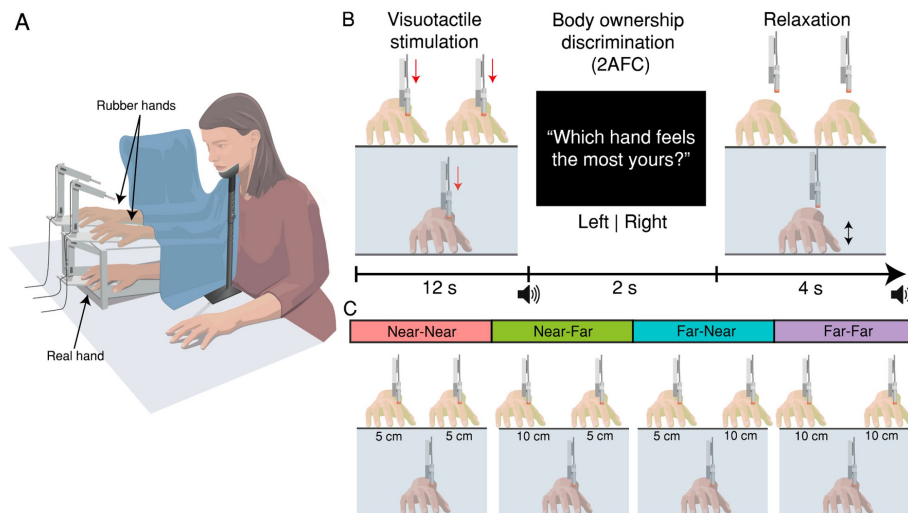 A
Rubber hands
Real hand
B
Visuotactile
stimulation
Body ownership
discrimination
(2AFC)
Relaxation
“Which hand feels
the most yours?”
Left | Right
12 s
2 s
4 s
C
Near-Near
Near-Far
Far-Near
Far-Far
5 cm
5 cm
10 cm
5 cm
5 cm
10 cm
10 cm
10 cm